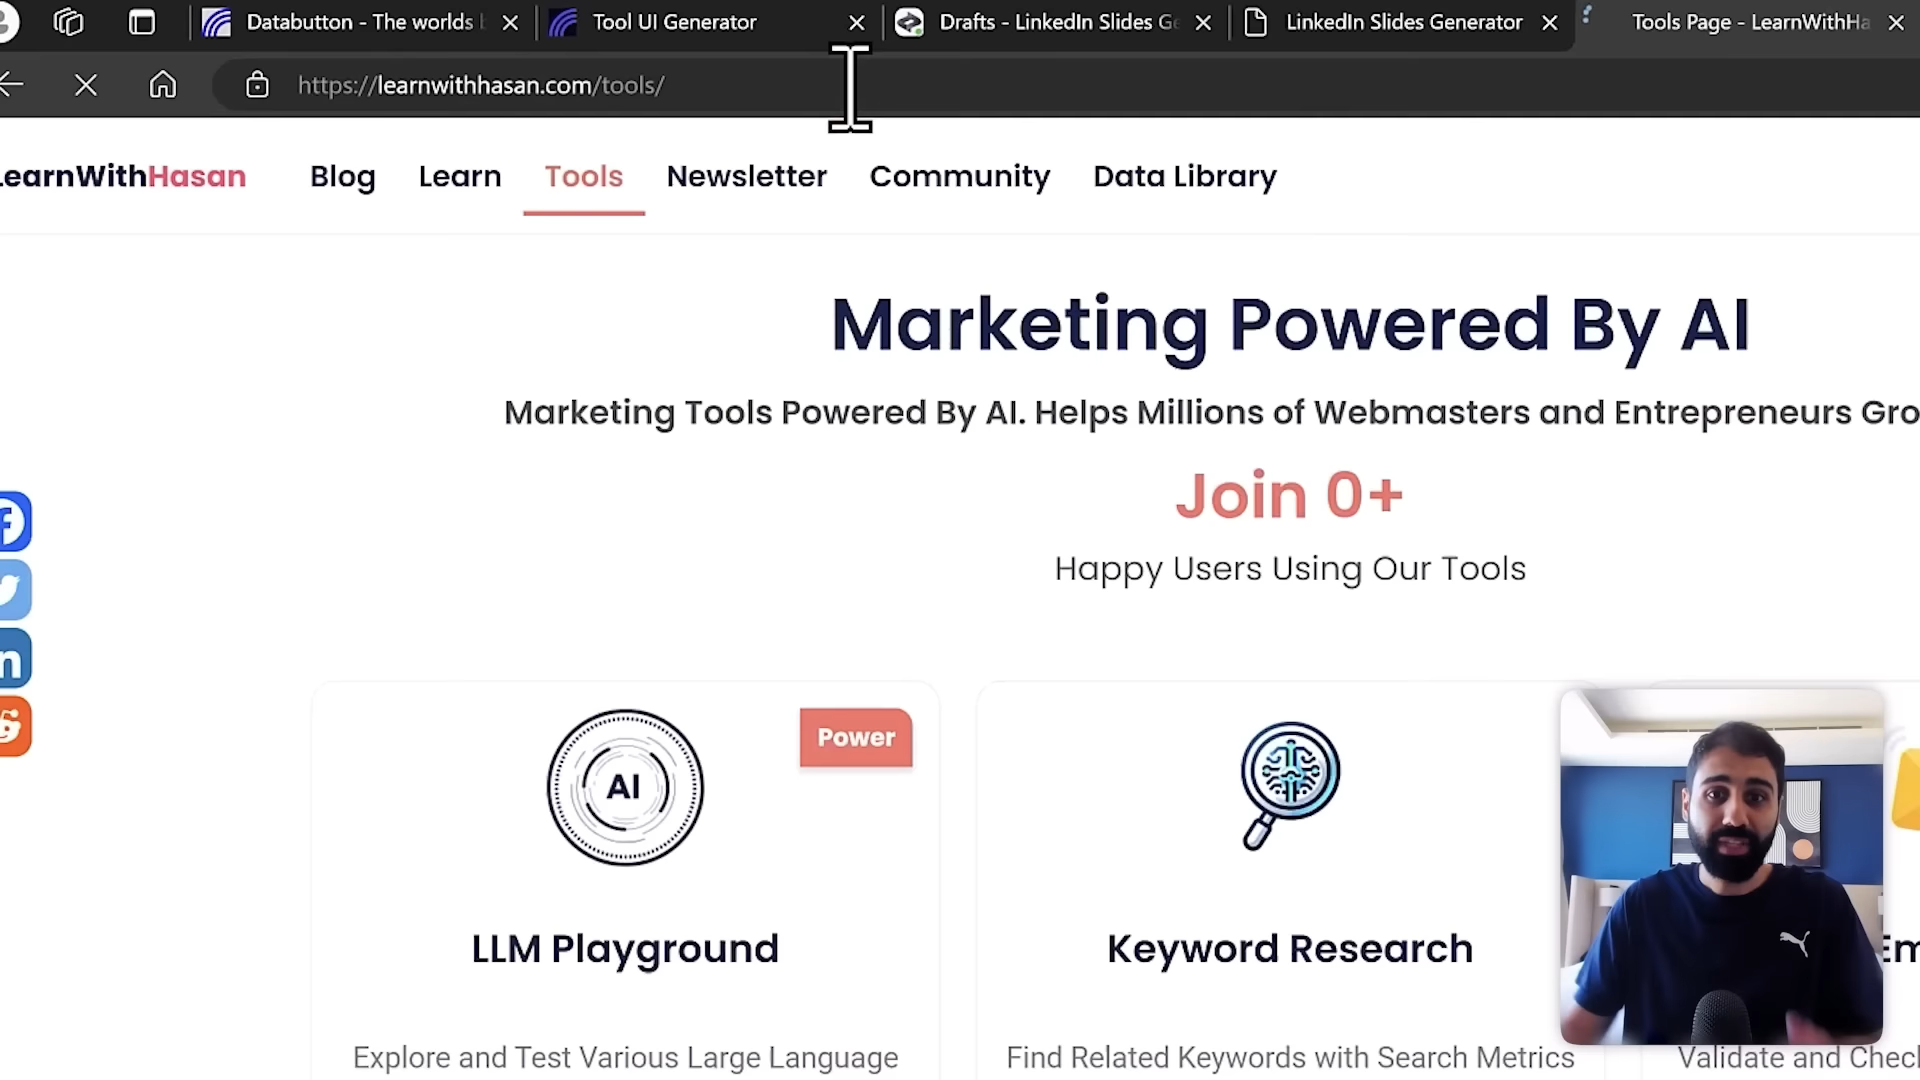 Databutton - The worlds
Tool UI Generator
Drafts - LinkedIn Slides Ge
LinkedIn Slides Generator
Tools Page - LearnWithHa
https://learnwithhasan.com/tools/
LearnWithHasan
Blog
Learn
Tools
Newsletter
Community
Data Library
Marketing Powered By AI
Marketing Tools Powered By AI. Helps Millions of Webmasters and Entrepreneurs Gro
Join 0+
Happy Users Using Our Tools
AI
Power
LLM Playground
Keyword Research
Em
Explore and Test Various Large Language
Find Related Keywords with Search Metrics
Validate and Check